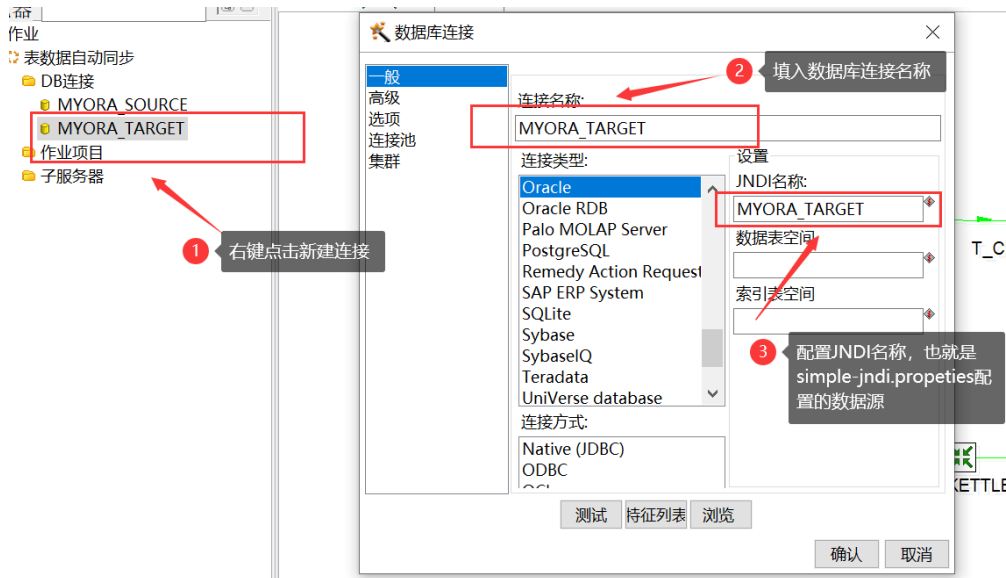 作业
表数据自动同步
DB连接
MYORA_SOURCE
MYORA_TARGET
作业项目
子服务器
1 右键点击新建连接
数据库连接
一般
高级
选项
连接池
集群
2 填入数据库连接名称
连接名称:
MYORA_TARGET
连接类型:
Oracle
Oracle RDB
Palo MOLAP Server
PostgreSQL
Remedy Action Request
SAP ERP System
SQLite
Sybase
SybaseIQ
Teradata
UniVerse database
连接方式:
Native (JDBC)
ODBC
设置
JNDI名称:
MYORA_TARGET
数据表空间
索引表空间
3 配置JNDI名称，也就是
simple-jndi.propeties配
置的数据源
测试 特征列表 浏览
确认 取消
T_C
KETTLE